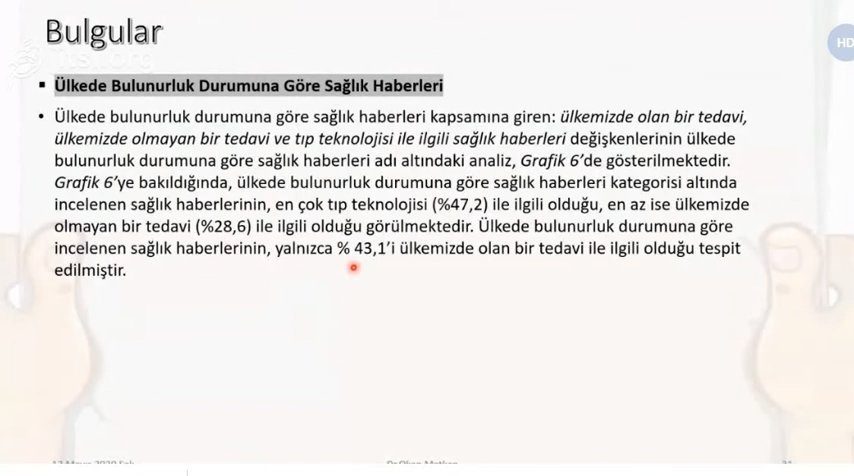 Bulgular
Ülkede Bulunurluk Durumuna Göre Sağlık Haberleri
Ülkede bulunurluk durumuna göre sağlık haberleri kapsamına giren: ülkemizde olan bir tedavi,
ülkemizde olmayan bir tedavi ve tıp teknolojisi ile ilgili sağlık haberleri değişkenlerinin ülkede
bulunurluk durumuna göre sağlık haberleri adı altındaki analiz, Grafik 6'de gösterilmektedir.
Grafik 6'ye bakıldığında, ülkede bulunurluk durumuna göre sağlık haberleri kategorisi altında
incelenen sağlık haberlerinin, en çok tıp teknolojisi (%47,2) ile ilgili olduğu, en az ise ülkemizde
olmayan bir tedavi (%28,6) ile ilgili olduğu görülmektedir. Ülkede bulunurluk durumuna göre
incelenen sağlık haberlerinin, yalnızca % 43,1'i ülkemizde olan bir tedavi ile ilgili olduğu tespit
edilmiştir.
HD